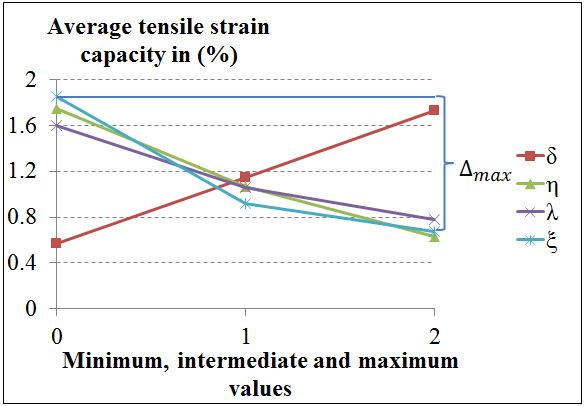 Average tensile strain
capacity in (%)
2
1.6
1.2
0.8
0.4
0
0 1 2
Δmax
δ
η
λ
ξ
Minimum, intermediate and maximum
values